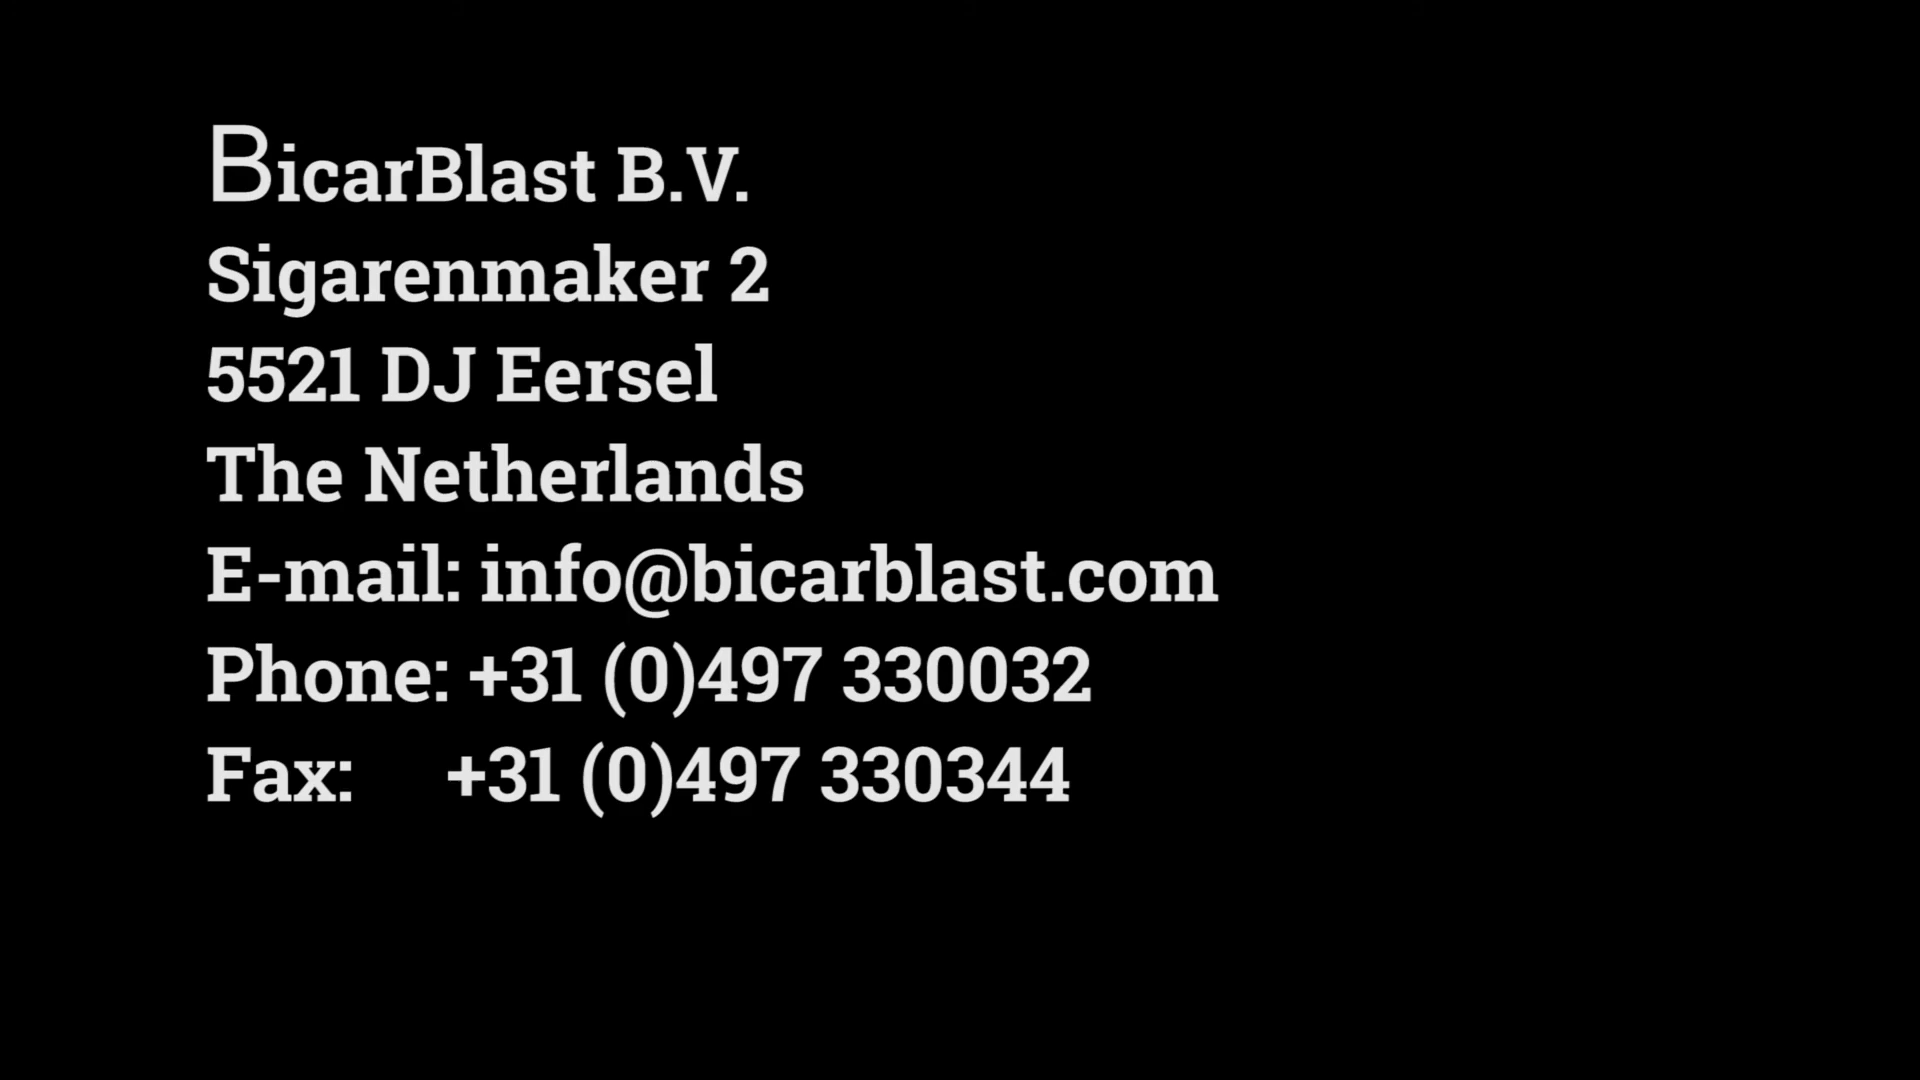 BicarBlast B.V.
Sigarenmaker 2
5521 DJ Eersel
The Netherlands
E-mail: info@bicarblast.com
Phone: +31 (0)497 330032
Fax: +31 (0)497 330344